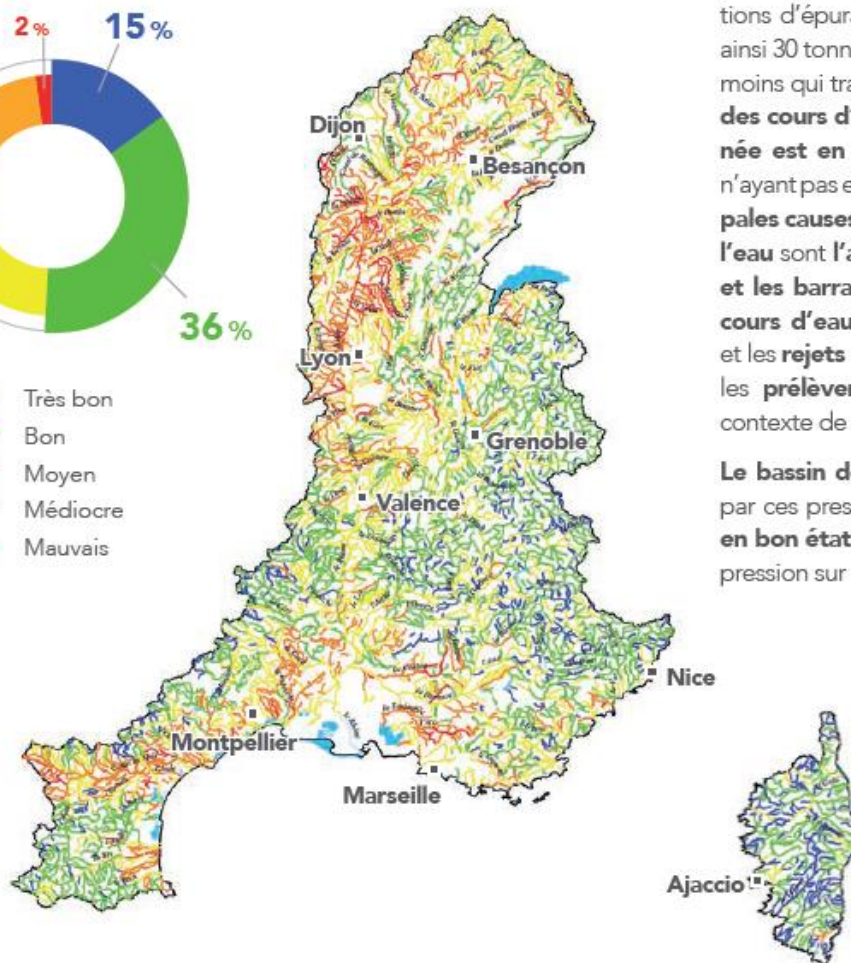 2 %
15 %
36 %
Très bon
Bon
Moyen
Médiocre
Mauvais
Dijon
Besançon
Lyon
Grenoble
Valence
Nice
Montpellier
Marseille
Ajaccio
tions d'épura
ainsi 30 tonn
moins qui tra
des cours d'
née est en
n'ayant pas e
pales causes
l'eau sont l'a
et les barra
cours d'eau
et les rejets
les prélèver
contexte de
Le bassin de
par ces pres
en bon état
pression sur